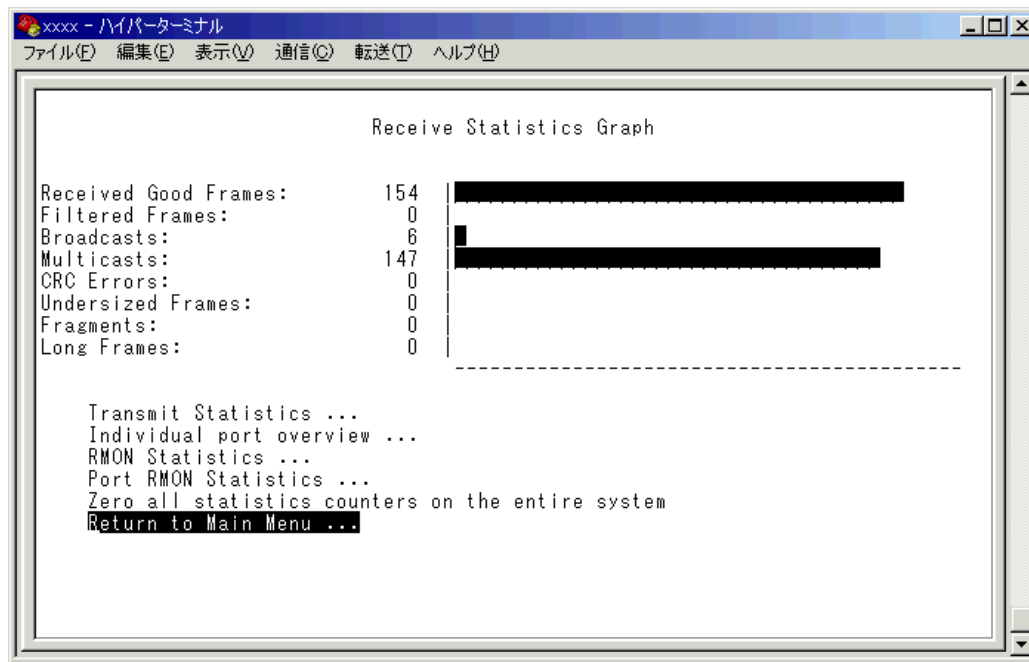 xxxx - ハイパーターミナル
ファイル(F) 編集(E) 表示(V) 通信(C) 転送(T) ヘルプ(H)
Receive Statistics Graph
Received Good Frames: 154 |
Filtered Frames: 0 |
Broadcasts: 6 |
Multicasts: 147 |
CRC Errors: 0 |
Undersized Frames: 0 |
Fragments: 0 |
Long Frames: 0 |
-------------------------------------------
Transmit Statistics ...
Individual port overview ...
RMON Statistics ...
Port RMON Statistics ...
Zero all statistics counters on the entire system
Return to Main Menu ...